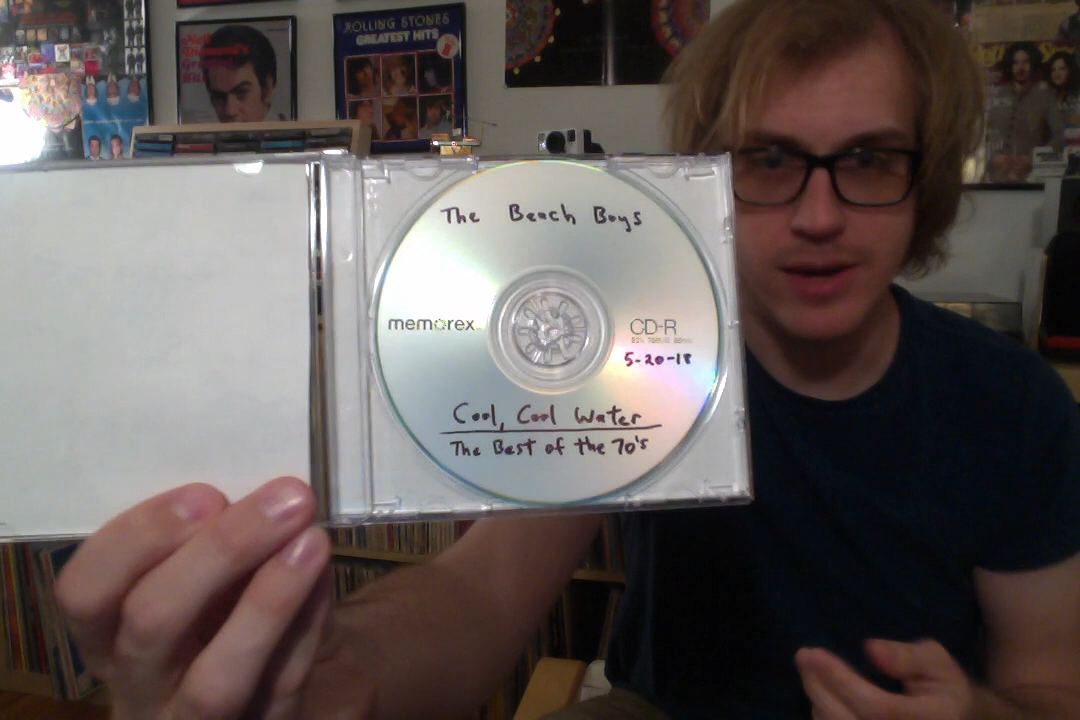 ROLLING STONES
GREATEST HITS
The Beach Boys
memorex
CD-R
5-20-18
Cool, Cool Water
The Best of the 70's